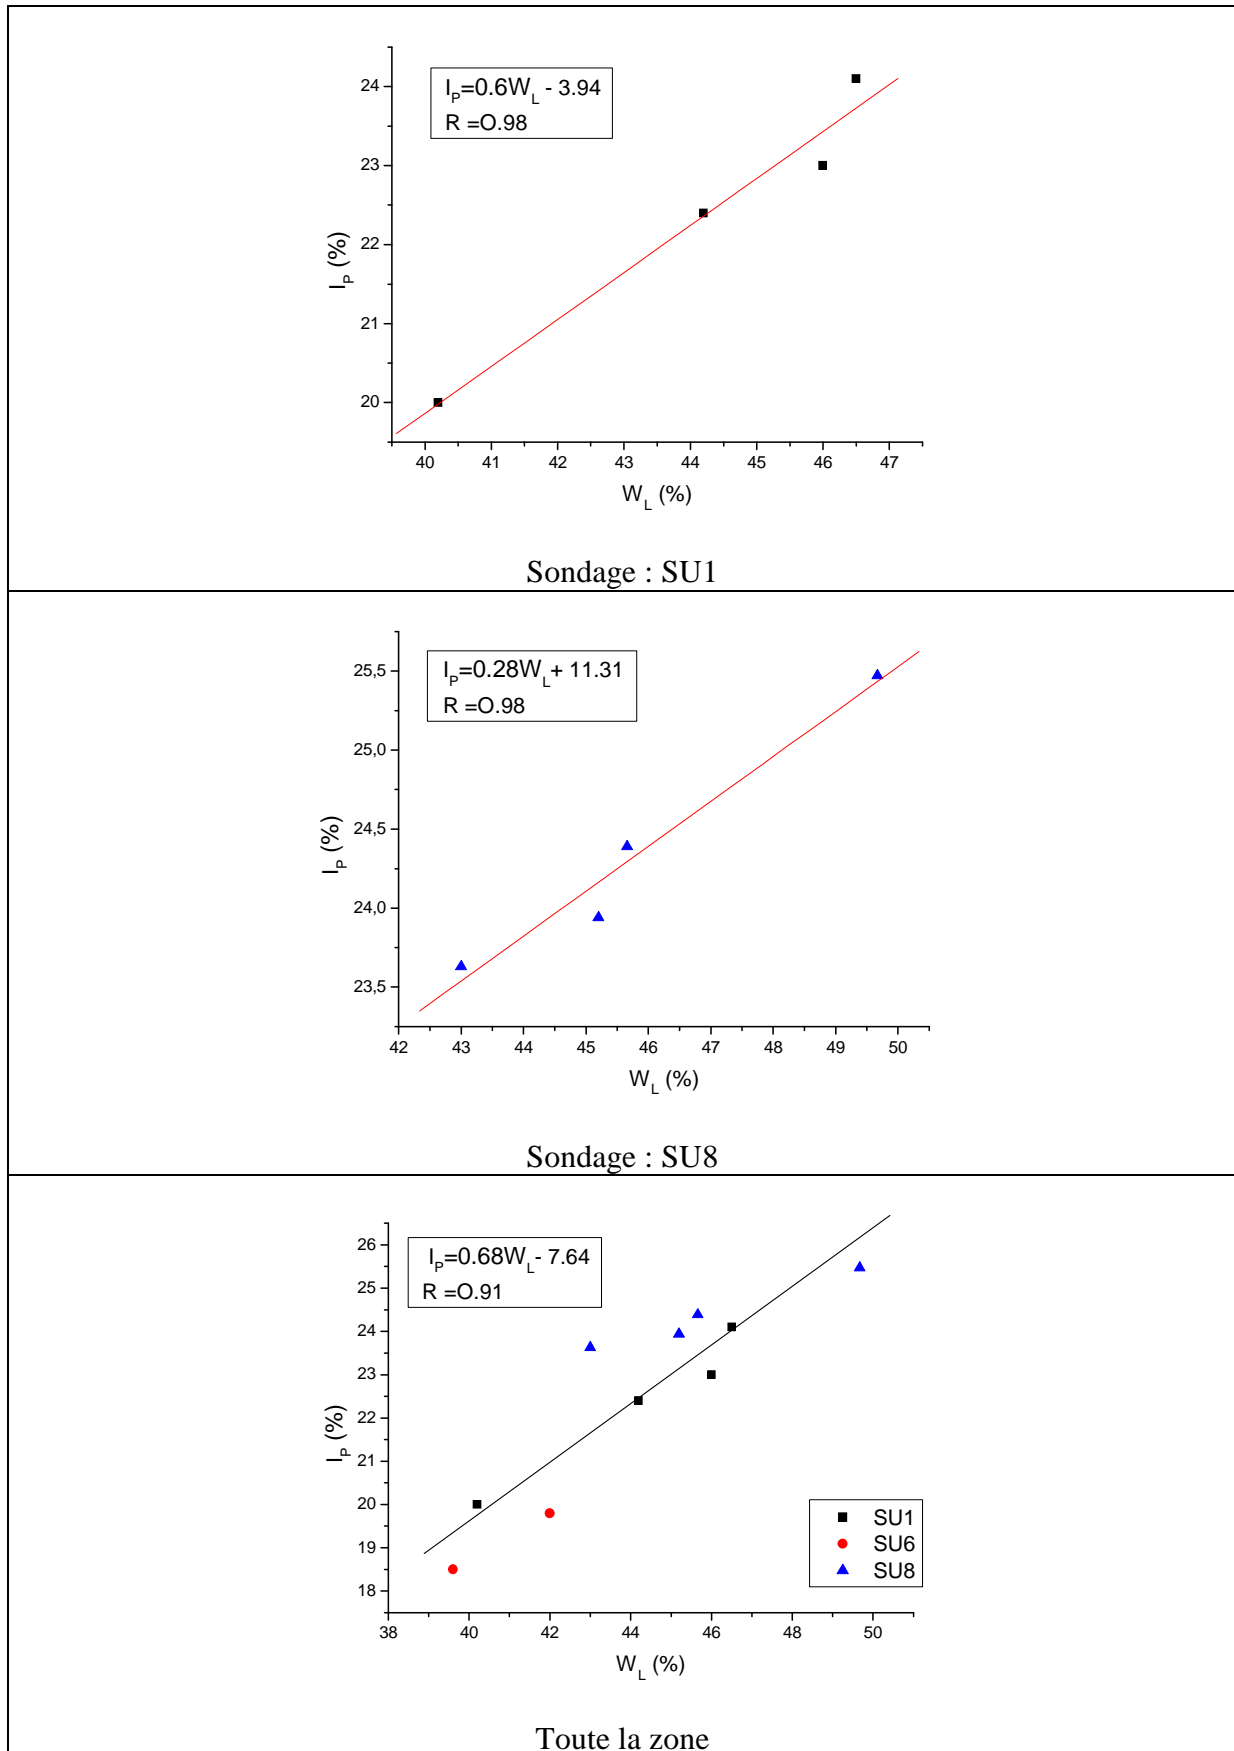 I_P=0.6W_L - 3.94
R =O.98
24
23
22
21
20
I_P (%)
40 41 42 43 44 45 46 47
W_L (%)
Sondage : SU1
I_P=0.28W_L+ 11.31
R =O.98
25,5
25,0
24,5
24,0
23,5
I_P (%)
42 43 44 45 46 47 48 49 50
W_L (%)
Sondage : SU8
I_P=0.68W_L- 7.64
R =O.91
26
25
24
23
22
21
20
19
18
I_P (%)
SU1
SU6
SU8
38 40 42 44 46 48 50
W_L (%)
Toute la zone